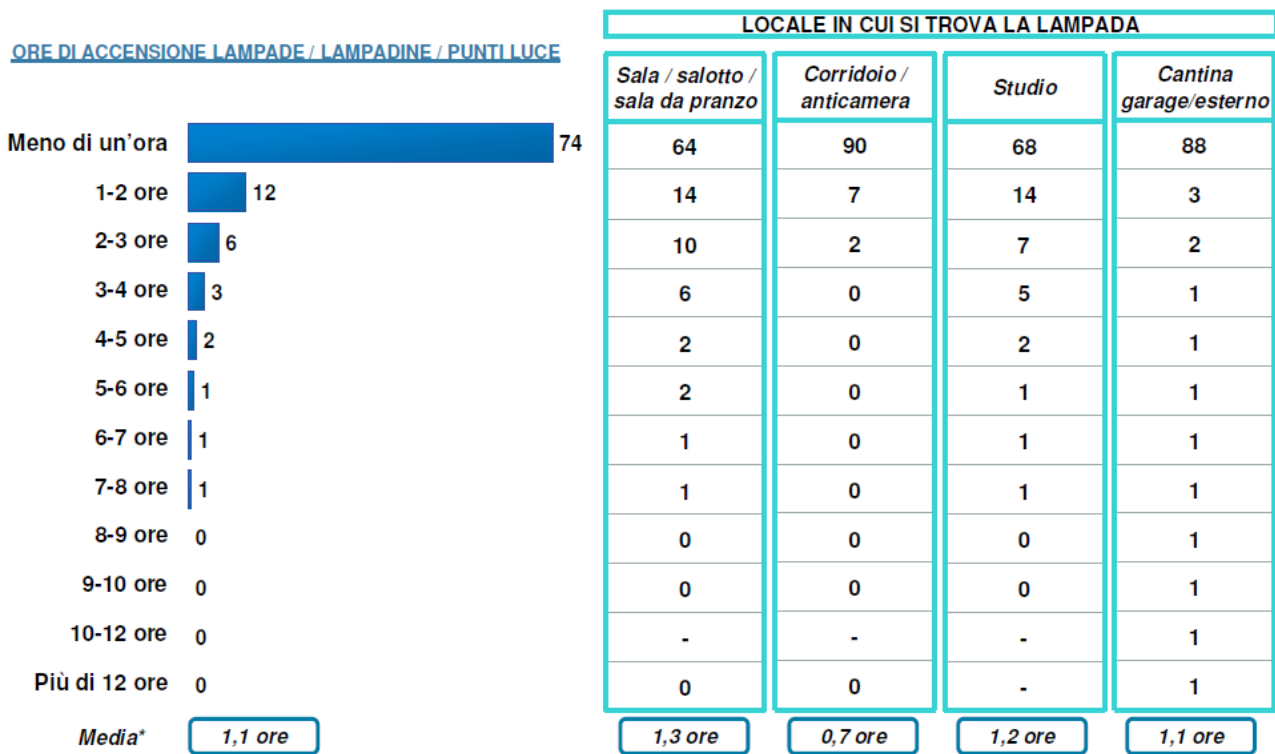 LOCALE IN CUI SI TROVA LA LAMPADA
ORE DI ACCENSIONE LAMPADE / LAMPADINE / PUNTI LUCE
Sala / salotto / sala da pranzo
Corridoio / anticamera
Studio
Cantina garage/esterno
Meno di un'ora 74 64 90 68 88
1-2 ore 12 14 7 14 3
2-3 ore 6 10 2 7 2
3-4 ore 3 6 0 5 1
4-5 ore 2 2 0 2 1
5-6 ore 1 2 0 1 1
6-7 ore 1 1 0 1 1
7-8 ore 1 1 0 1 1
8-9 ore 0 0 0 0 1
9-10 ore 0 0 0 0 1
10-12 ore 0 - - - 1
Più di 12 ore 0 0 0 - 1
Media* 1,1 ore 1,3 ore 0,7 ore 1,2 ore 1,1 ore